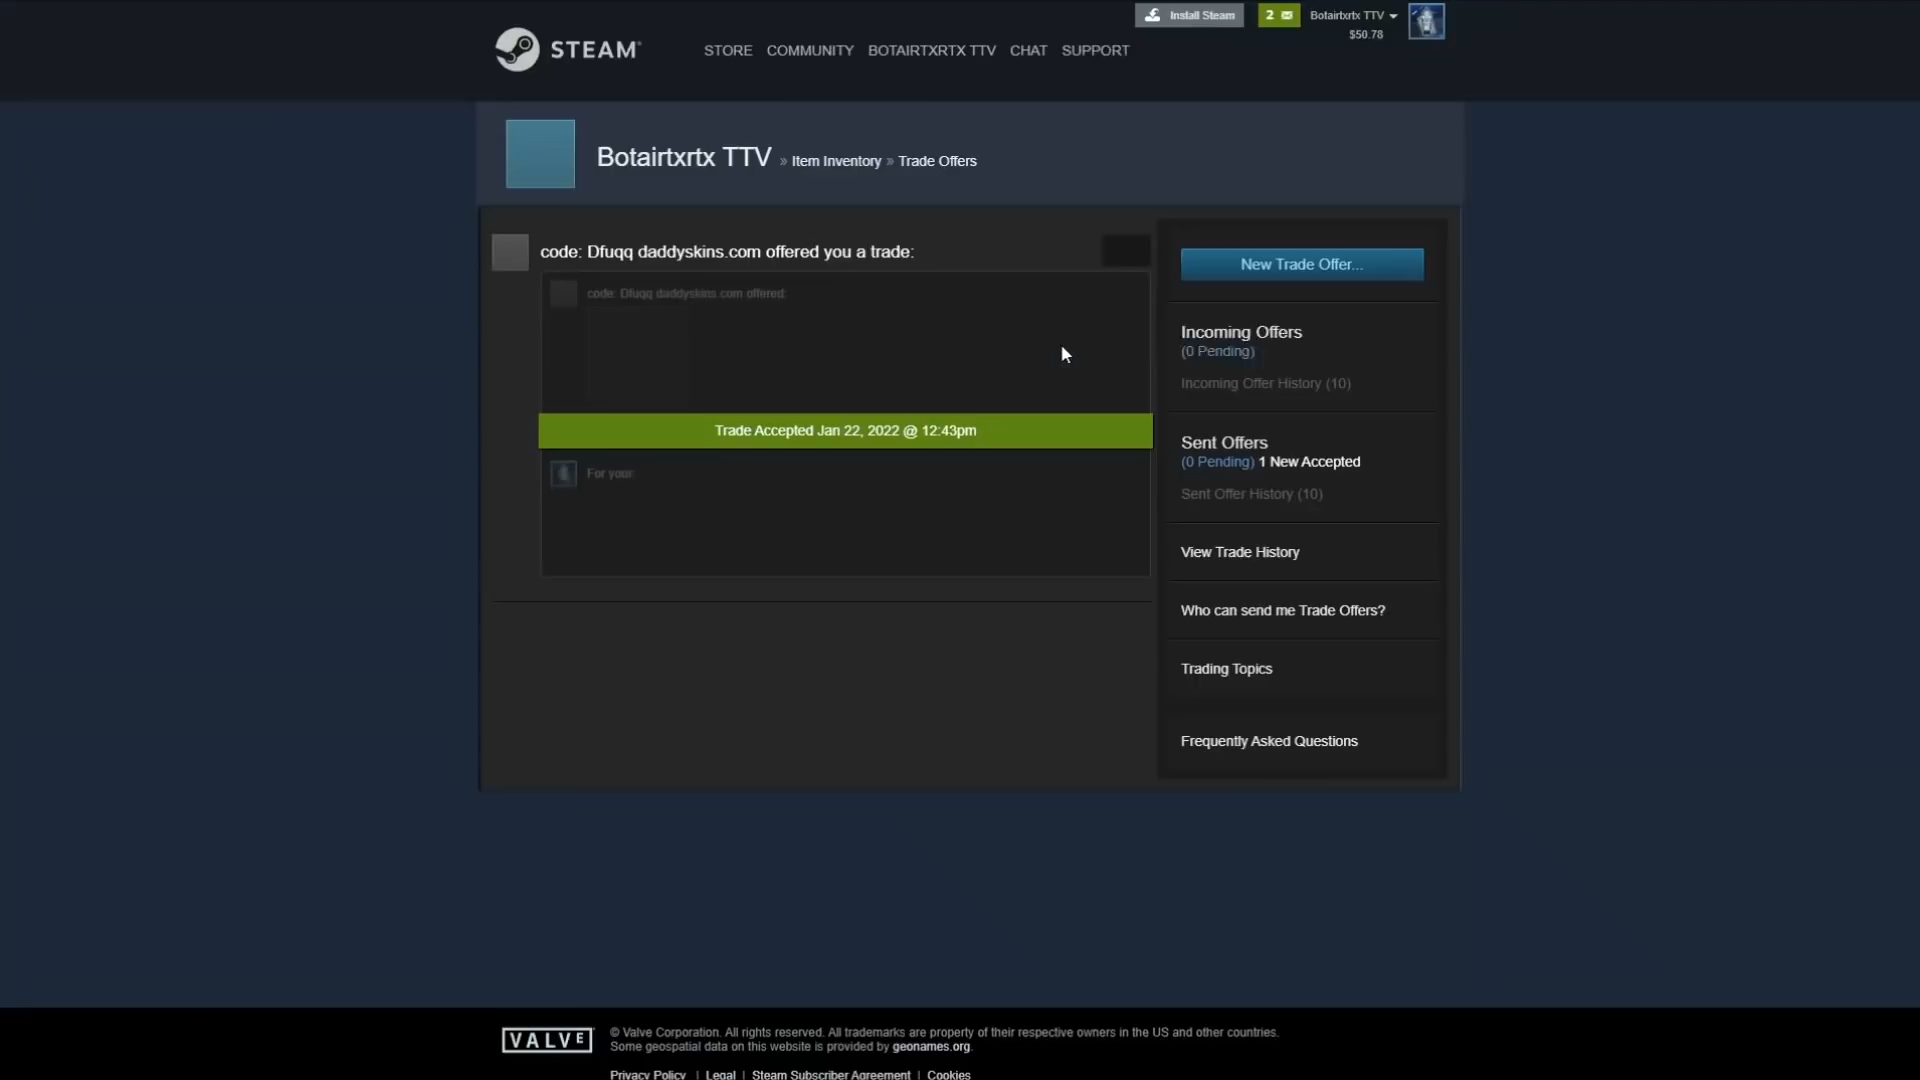 Install Steam
2
Botairtxrtx TTV
$50.78
STEAM
STORE COMMUNITY BOTAIRTXRTX TTV CHAT SUPPORT
Botairtxrtx TTV » Item Inventory » Trade Offers
code: Dfuqq daddyskins.com offered you a trade:
code: Dfuqq daddyskins.com offered:
Trade Accepted Jan 22, 2022 @ 12:43pm
For your:
New Trade Offer...
Incoming Offers
(0 Pending)
Incoming Offer History (10)
Sent Offers
(0 Pending) 1 New Accepted
Sent Offer History (10)
View Trade History
Who can send me Trade Offers?
Trading Topics
Frequently Asked Questions
VALVE
© Valve Corporation. All rights reserved. All trademarks are property of their respective owners in the US and other countries.
Some geospatial data on this website is provided by geonames.org.
Privacy Policy | Legal | Steam Subscriber Agreement | Cookies